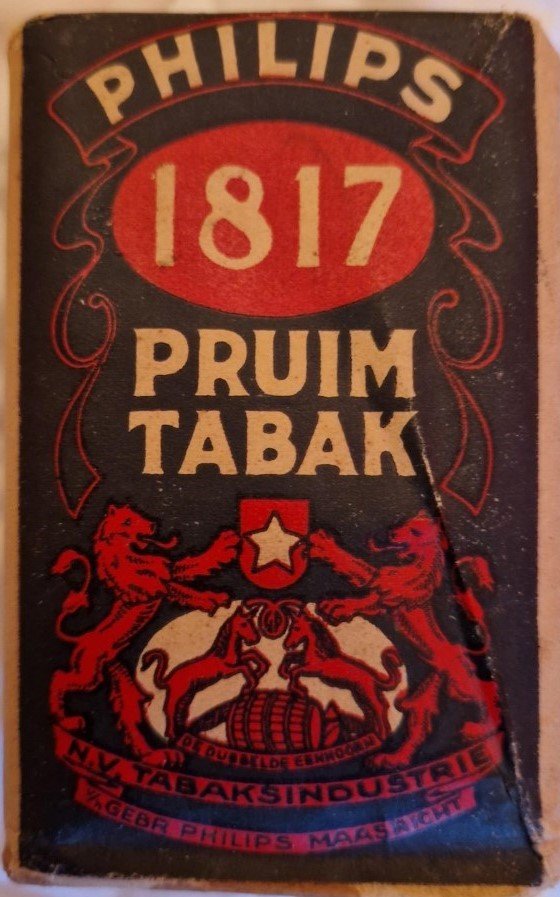 PHILIPS
1817
PRUIM
TABAK
DE DUBBELDE EENHOORN
N.V. TABAKSINDUSTRIE
V/H GEBR PHILIPS MAASTRICHT